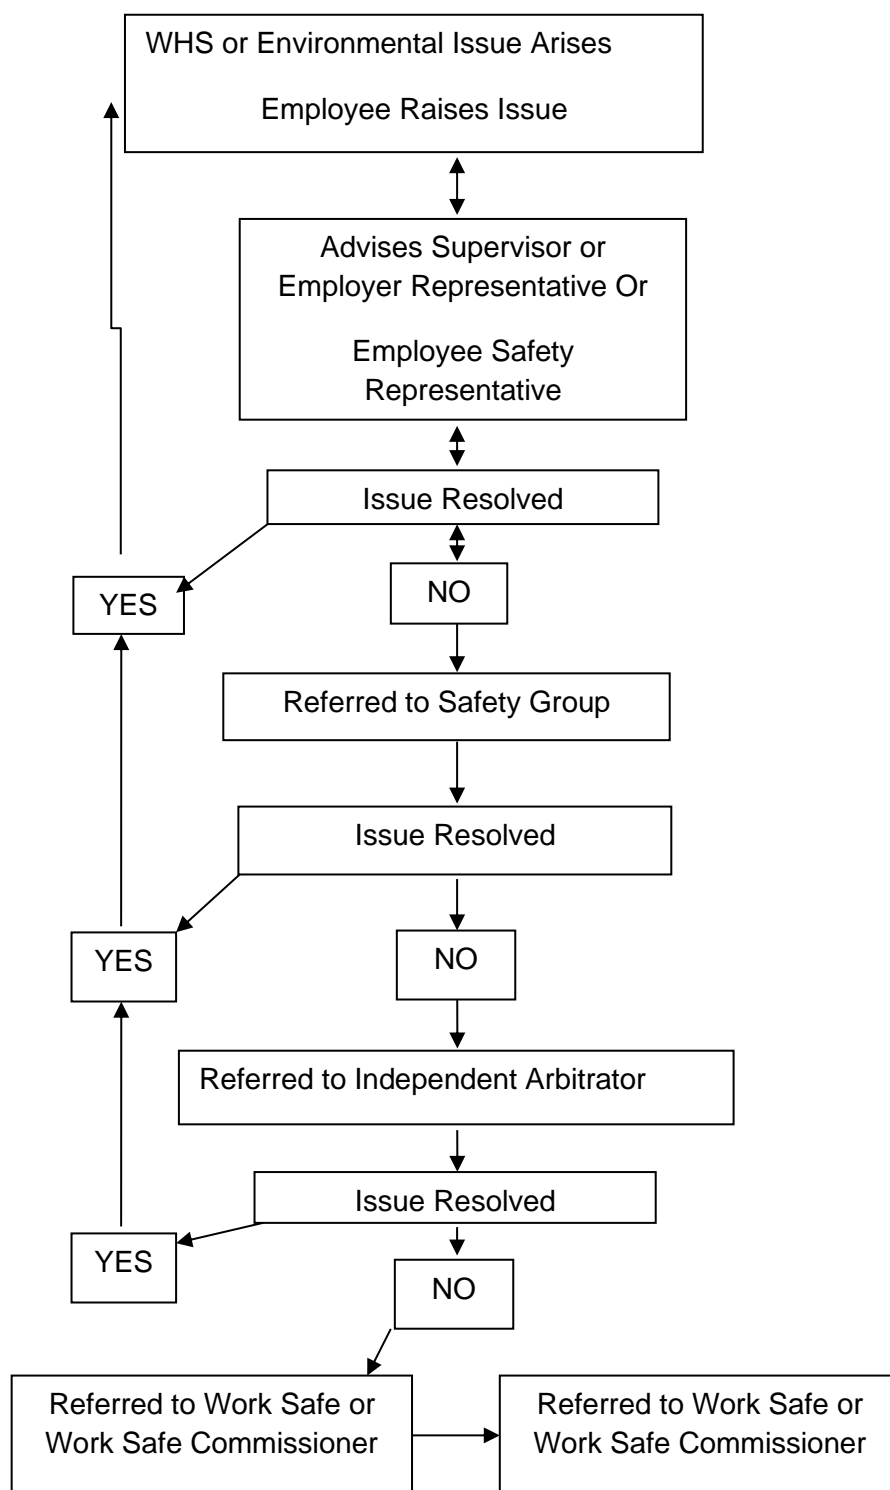 WHS or Environmental Issue Arises
Employee Raises Issue
Advises Supervisor or
Employer Representative Or
Employee Safety
Representative
Issue Resolved
YES
NO
Referred to Safety Group
Issue Resolved
YES
NO
Referred to Independent Arbitrator
Issue Resolved
YES
NO
Referred to Work Safe or
Work Safe Commissioner
Referred to Work Safe or
Work Safe Commissioner